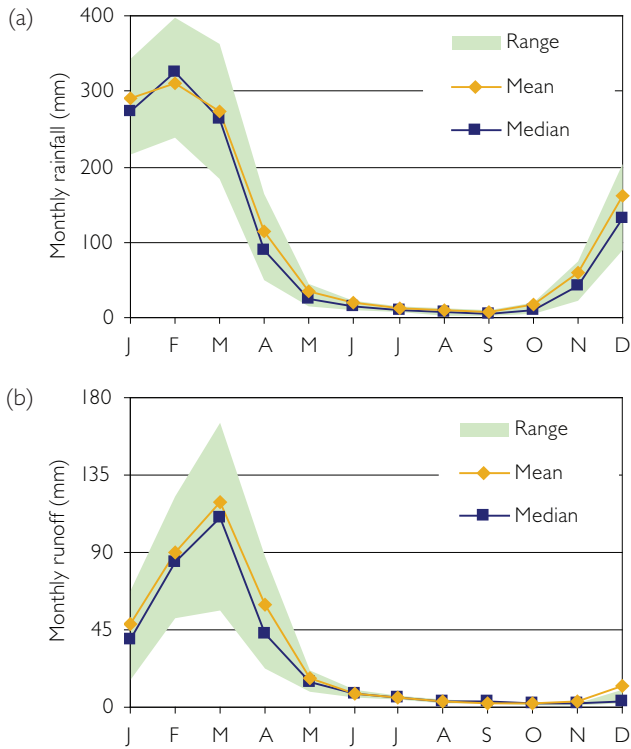 (a)
Monthly rainfall (mm)
400
300
200
100
0
Range
Mean
Median
J F M A M J J A S O N D
(b)
Monthly runoff (mm)
180
135
90
45
0
Range
Mean
Median
J F M A M J J A S O N D